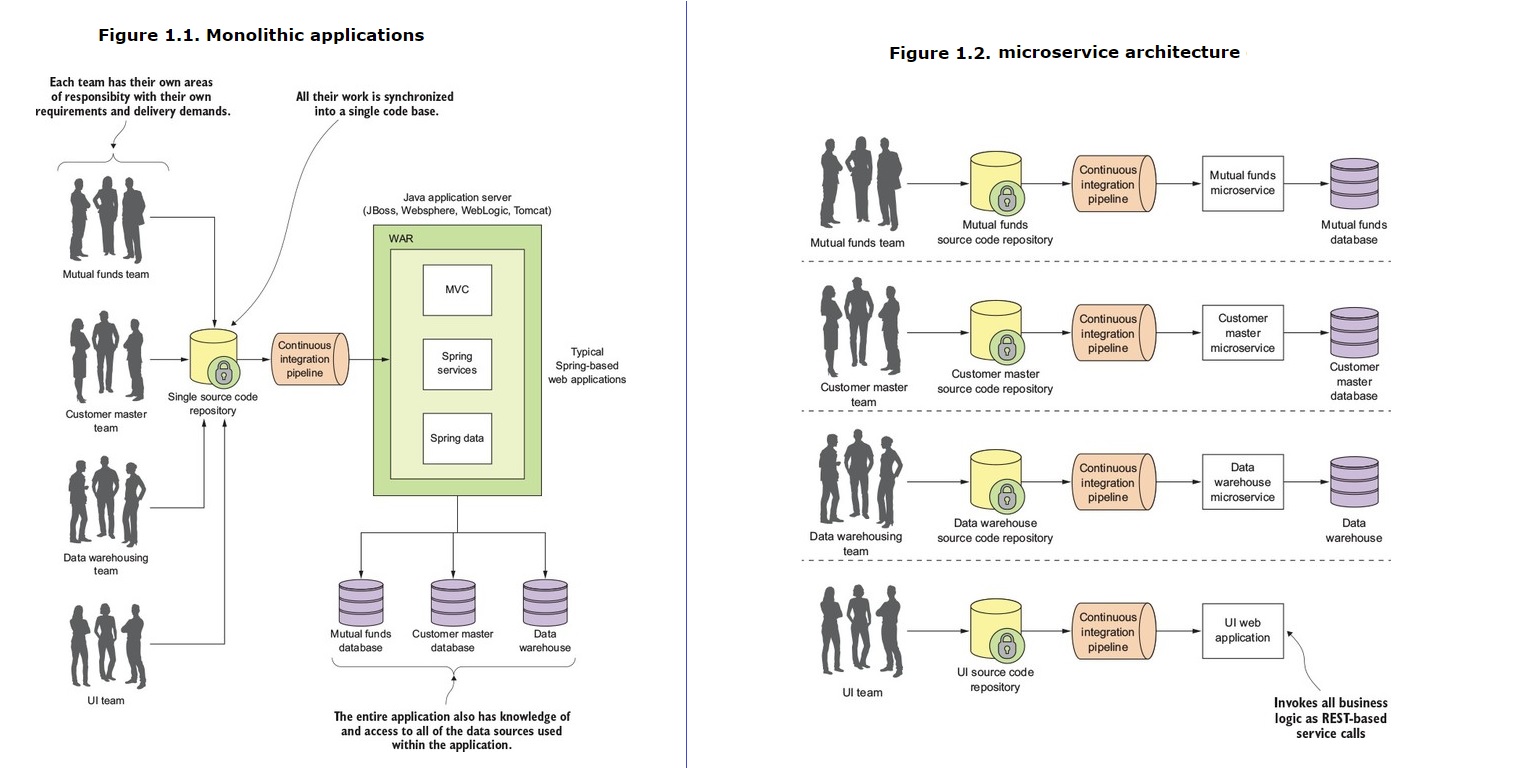 Figure 1.1. Monolithic applications
Each team has their own areas
of responsibity with their own
requirements and delivery demands.
All their work is synchronized
into a single code base.
Mutual funds team
Customer master
team
Data warehousing
team
UI team
Single source code
repository
Continuous
integration
pipeline
Java application server
(JBoss, Websphere, WebLogic, Tomcat)
WAR
MVC
Spring
services
Spring data
Typical
Spring-based
web applications
Mutual funds
database
Customer master
database
Data
warehouse
The entire application also has knowledge of
and access to all of the data sources used
within the application.
Figure 1.2. microservice architecture
Mutual funds team
Mutual funds
source code repository
Continuous
integration
pipeline
Mutual funds
microservice
Mutual funds
database
Customer master
team
Customer master
source code repository
Continuous
integration
pipeline
Customer
master
microservice
Customer
master
database
Data warehousing
team
Data warehouse
source code repository
Continuous
integration
pipeline
Data
warehouse
microservice
Data
warehouse
UI team
UI source code
repository
Continuous
integration
pipeline
UI web
application
Invokes all business
logic as REST-based
service calls